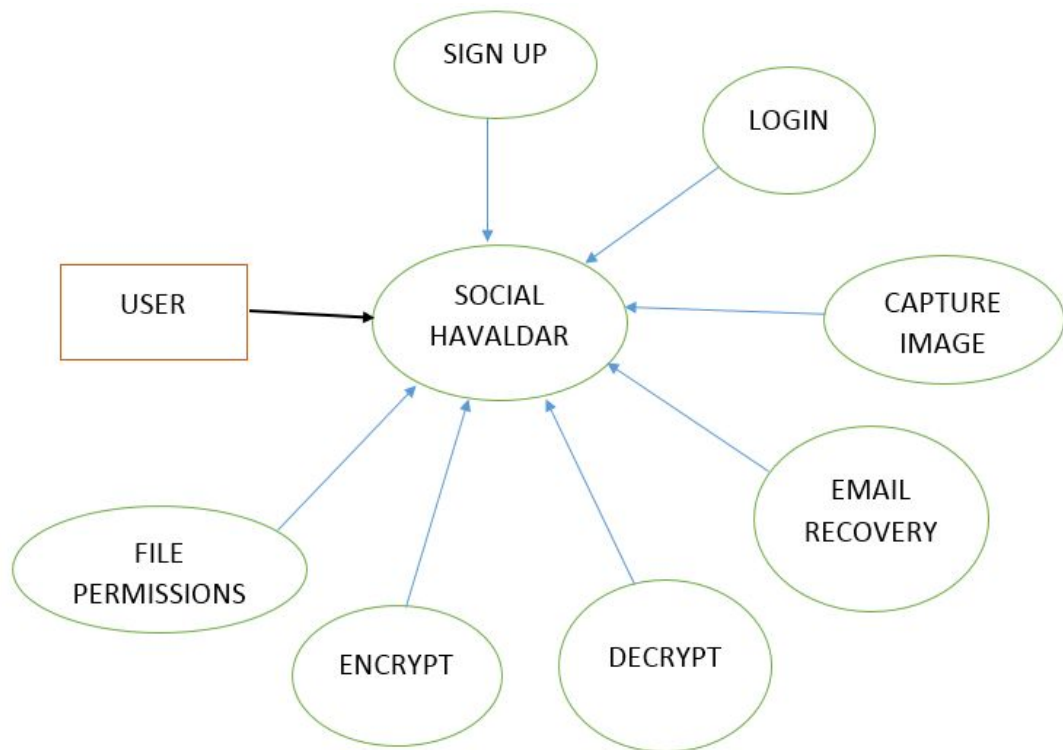 SIGN UP
LOGIN
USER
SOCIAL
HAVALDAR
CAPTURE
IMAGE
EMAIL
RECOVERY
FILE
PERMISSIONS
ENCRYPT
DECRYPT